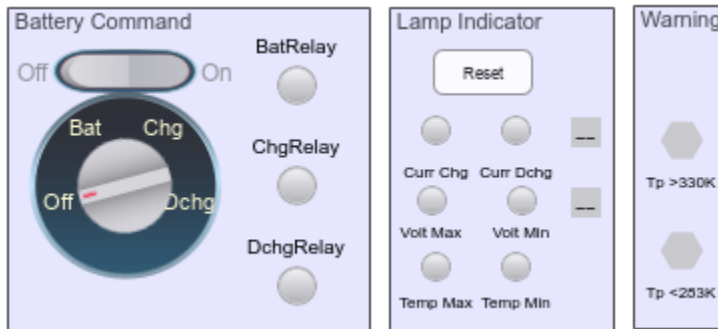 Battery Command
Off On
BatRelay
Bat Chg
Off Dchg
ChgRelay
DchgRelay
Lamp Indicator
Reset
Curr Chg Curr Dchg
--
Volt Max Volt Min
--
Temp Max Temp Min
Warning
Tp >330K
Tp <253K